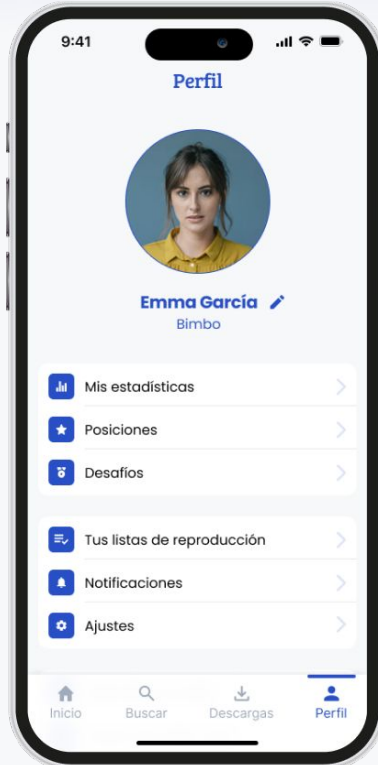 9:41
Perfil
Emma García
Bimbo
Mis estadísticas
Posiciones
Desafíos
Tus listas de reproducción
Notificaciones
Ajustes
Inicio Buscar Descargas Perfil